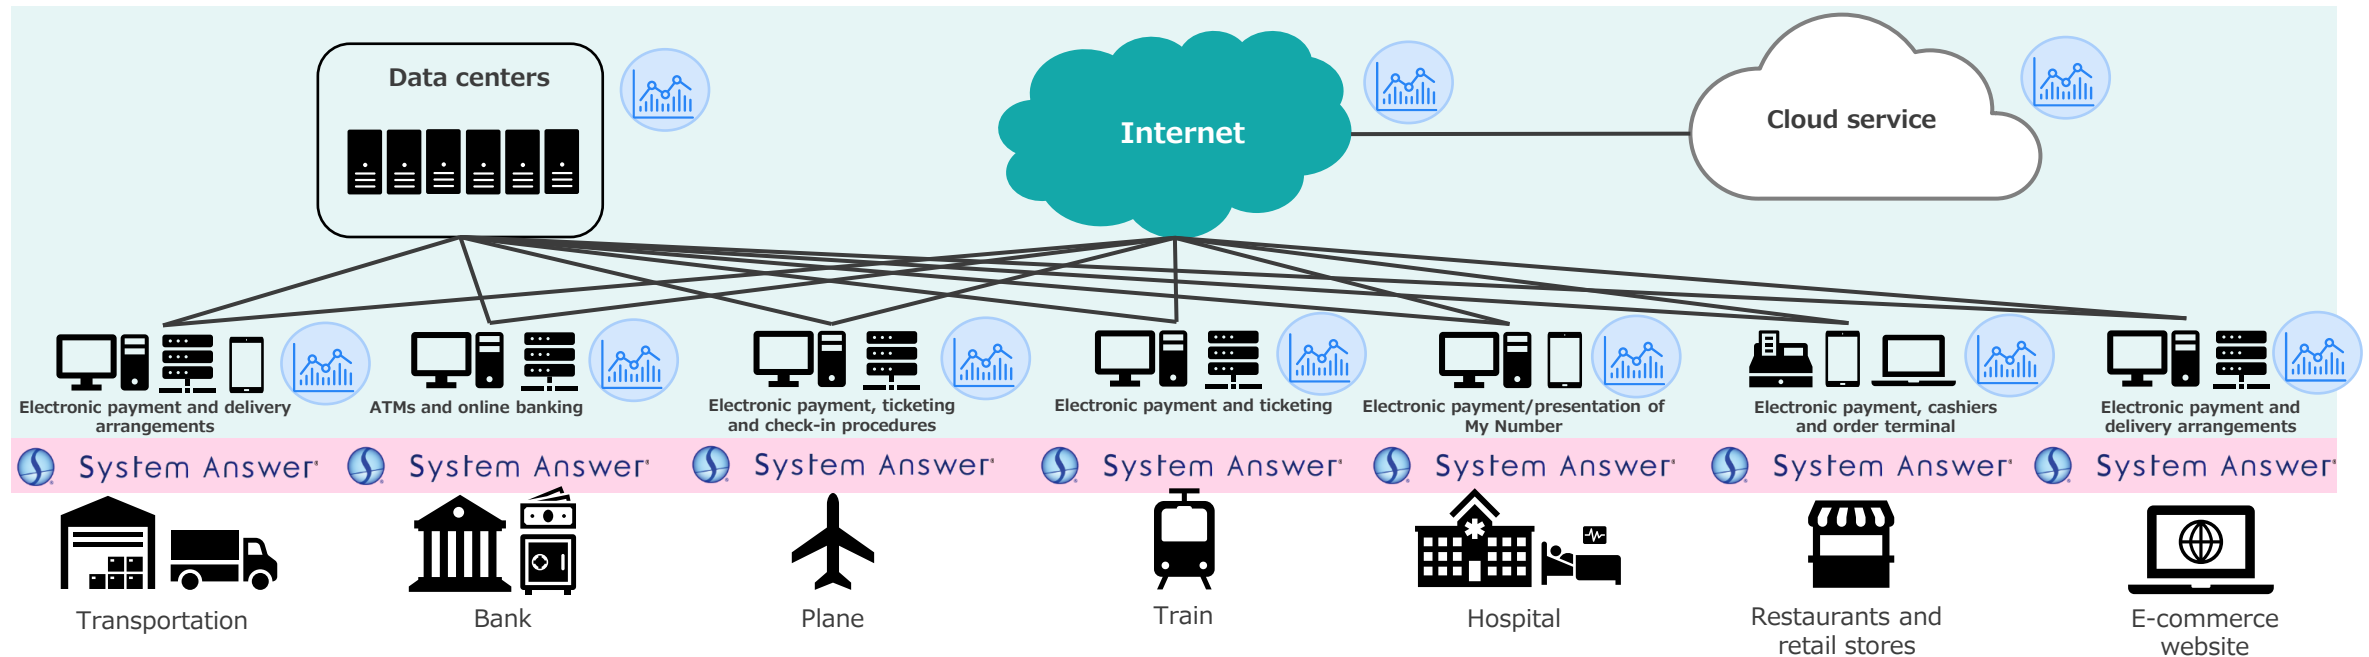 Data centers
Internet
Cloud service
Electronic payment and delivery
arrangements
ATMs and online banking
Electronic payment, ticketing
and check-in procedures
Electronic payment and ticketing
Electronic payment/presentation of
My Number
Electronic payment, cashiers
and order terminal
Electronic payment and
delivery arrangements
System Answer
System Answer
System Answer
System Answer
System Answer
System Answer
System Answer
Transportation
Bank
Plane
Train
Hospital
Restaurants and
retail stores
E-commerce
website